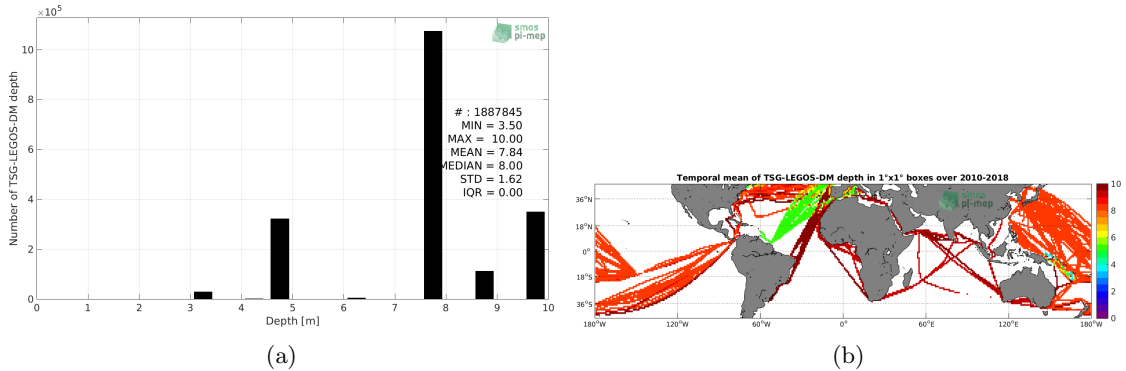 ×10⁵
10
8
6
4
2
0
Number of TSG-LEGOS-DM depth
smos
pi-mep
# : 1887845
MIN = 3.50
MAX = 10.00
MEAN = 7.84
MEDIAN = 8.00
STD = 1.62
IQR = 0.00
0 1 2 3 4 5 6 7 8 9 10
Depth [m]
(a)
Temporal mean of TSG-LEGOS-DM depth in 1°x1° boxes over 2010-2018
36°N
18°N
0°
18°S
36°S
smos
pi-mep
180°W 120°W 60°W 0° 60°E 120°E 180°W
10
8
6
4
2
0
(b)